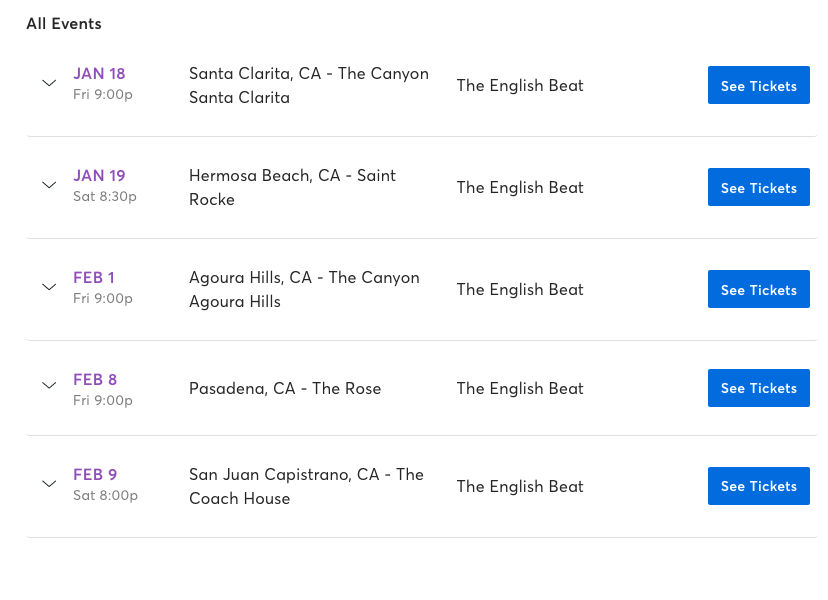 All Events
JAN 18
Fri 9:00p
Santa Clarita, CA - The Canyon
Santa Clarita
The English Beat
See Tickets
JAN 19
Sat 8:30p
Hermosa Beach, CA - Saint
Rocke
The English Beat
See Tickets
FEB 1
Fri 9:00p
Agoura Hills, CA - The Canyon
Agoura Hills
The English Beat
See Tickets
FEB 8
Fri 9:00p
Pasadena, CA - The Rose
The English Beat
See Tickets
FEB 9
Sat 8:00p
San Juan Capistrano, CA - The
Coach House
The English Beat
See Tickets